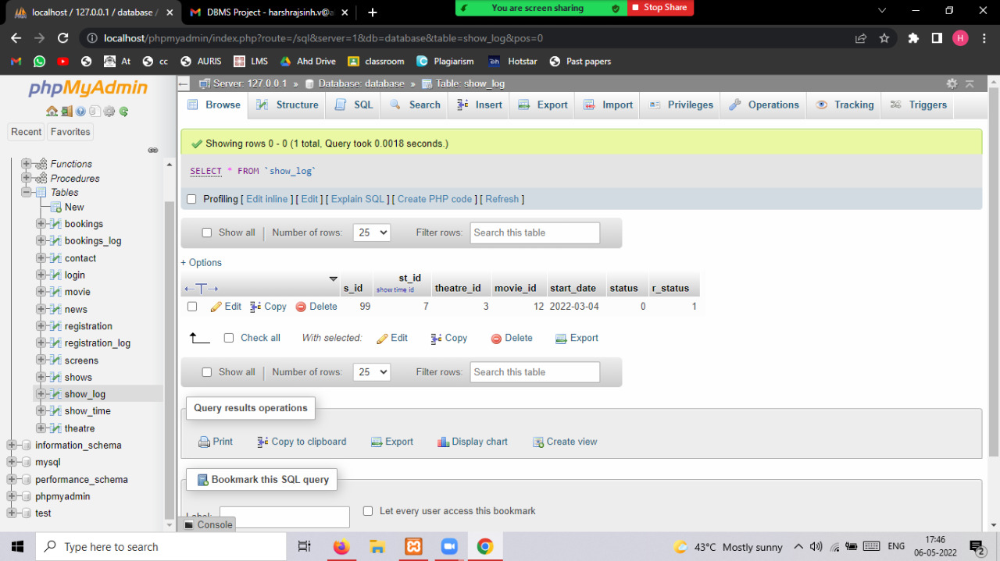 localhost / 127.0.0.1 / database /
DBMS Project - harshrajsinh.v@a
You are screen sharing
Stop Share
localhost/phpmyadmin/index.php?route=/sql&server=1&db=database&table=show_log&pos=0
H
At
cc
AURIS
LMS
Ahd Drive
classroom
Plagiarism
Hotstar
Past papers
phpMyAdmin
Server: 127.0.0.1 » Database: database » Table: show_log
Browse Structure SQL Search Insert Export Import Privileges Operations Tracking Triggers
Recent Favorites
Functions
Procedures
Tables
New
bookings
bookings_log
contact
login
movie
news
registration
registration_log
screens
shows
show_log
show_time
theatre
information_schema
mysql
performance_schema
phpmyadmin
test
Showing rows 0 - 0 (1 total, Query took 0.0018 seconds.)
SELECT * FROM `show_log`
Profiling [ Edit inline ] [ Edit ] [ Explain SQL ] [ Create PHP code ] [ Refresh ]
Show all Number of rows: 25 Filter rows: Search this table
+ Options
←T→ s_id st_id show time id theatre_id movie_id start_date status r_status
Edit Copy Delete 99 7 3 12 2022-03-04 0 1
Check all With selected: Edit Copy Delete Export
Show all Number of rows: 25 Filter rows: Search this table
Query results operations
Print Copy to clipboard Export Display chart Create view
Bookmark this SQL query
Label: Let every user access this bookmark
Console
Type here to search
43°C Mostly sunny
ENG
17:46
06-05-2022
2